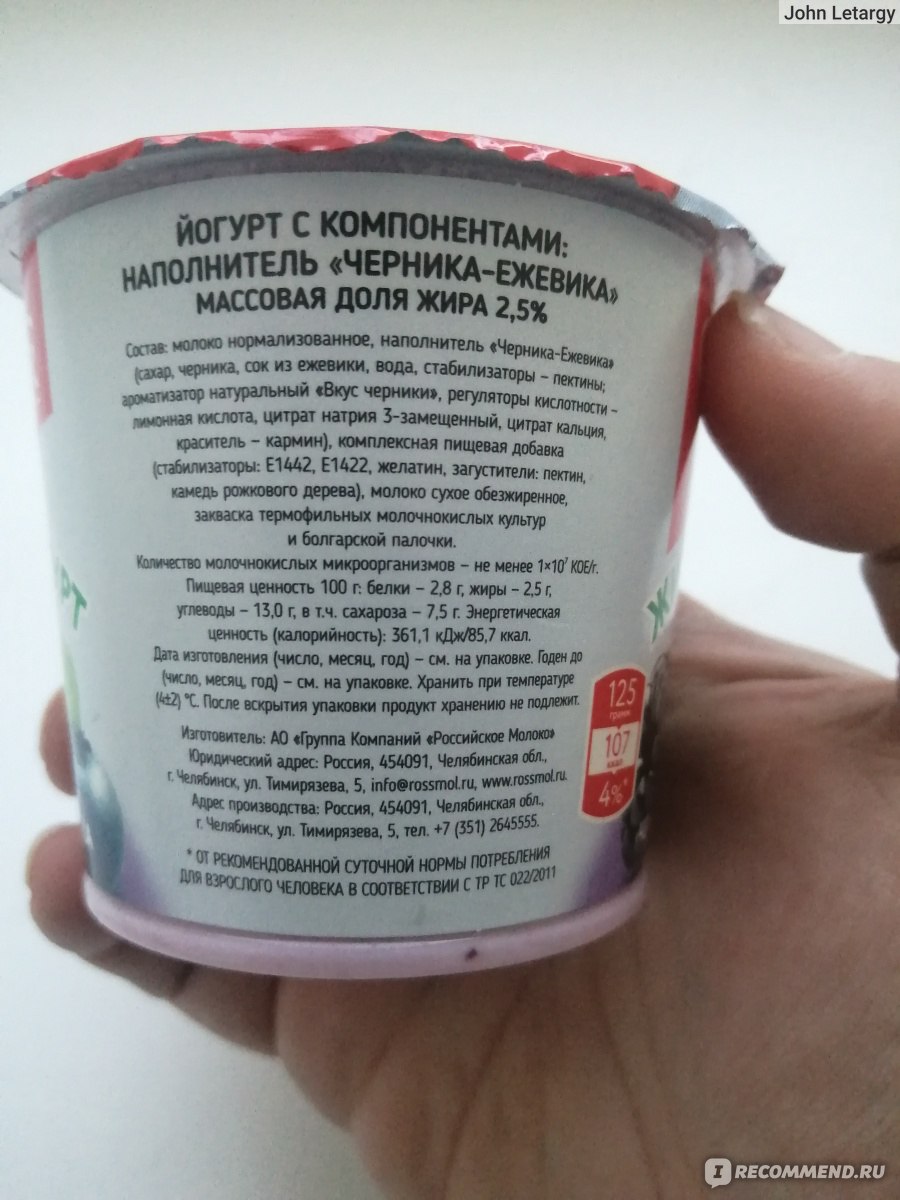 John Letargy
ЙОГУРТ С КОМПОНЕНТАМИ:
НАПОЛНИТЕЛЬ «ЧЕРНИКА-ЕЖЕВИКА»
МАССОВАЯ ДОЛЯ ЖИРА 2,5%
Состав: молоко нормализованное, наполнитель «Черника-Ежевика»
(сахар, черника, сок из ежевики, вода, стабилизаторы – пектины;
ароматизатор натуральный «Вкус черники», регуляторы кислотности –
лимонная кислота, цитрат натрия 3-замещенный, цитрат кальция,
краситель – кармин), комплексная пищевая добавка
(стабилизаторы: Е1442, Е1422, желатин, загустители: пектин,
камедь рожкового дерева), молоко сухое обезжиренное,
закваска термофильных молочнокислых культур
и болгарской палочки.
Количество молочнокислых микроорганизмов – не менее 1×10⁷ КОЕ/г.
Пищевая ценность 100 г: белки – 2,8 г, жиры – 2,5 г,
углеводы – 13,0 г, в т.ч. сахароза – 7,5 г. Энергетическая
ценность (калорийность): 361,1 кДж/85,7 ккал.
Дата изготовления (число, месяц, год) – см. на упаковке. Годен до
(число, месяц, год) – см. на упаковке. Хранить при температуре
(4±2) °С. После вскрытия упаковки продукт хранению не подлежит.
Изготовитель: АО «Группа Компаний «Российское Молоко»
Юридический адрес: Россия, 454091, Челябинская обл.,
г. Челябинск, ул. Тимирязева, 5, info@rossmol.ru, www.rossmol.ru.
Адрес производства: Россия, 454091, Челябинская обл.,
г. Челябинск, ул. Тимирязева, 5, тел. +7 (351) 2645555.
* ОТ РЕКОМЕНДОВАННОЙ СУТОЧНОЙ НОРМЫ ПОТРЕБЛЕНИЯ
ДЛЯ ВЗРОСЛОГО ЧЕЛОВЕКА В СООТВЕТСТВИИ С ТР ТС 022/2011
125
грамм
107
ккал
4%*
РТ
Ж
IRECOMMEND.RU